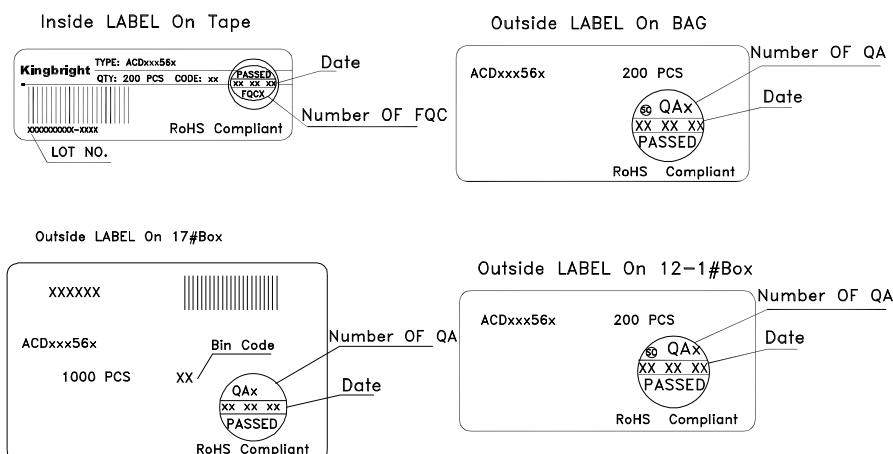 Inside LABEL On Tape
Kingbright
TYPE: ACDxxx56x
QTY: 200 PCS CODE: xx
PASSED
XX XX XX
FQCX
Date
Number OF FQC
XXXXXXXXXX-XXXX
RoHS Compliant
LOT NO.
Outside LABEL On BAG
Number OF QA
ACDxxx56x
200 PCS
SC QAx
Date
XX XX XX
PASSED
RoHS Compliant
Outside LABEL On 17#Box
XXXXXX
ACDxxx56x
Bin Code
Number OF QA
1000 PCS
XX
Date
QAx
XX XX XX
PASSED
RoHS Compliant
Outside LABEL On 12-1#Box
Number OF QA
ACDxxx56x
200 PCS
SC QAx
Date
XX XX XX
PASSED
RoHS Compliant